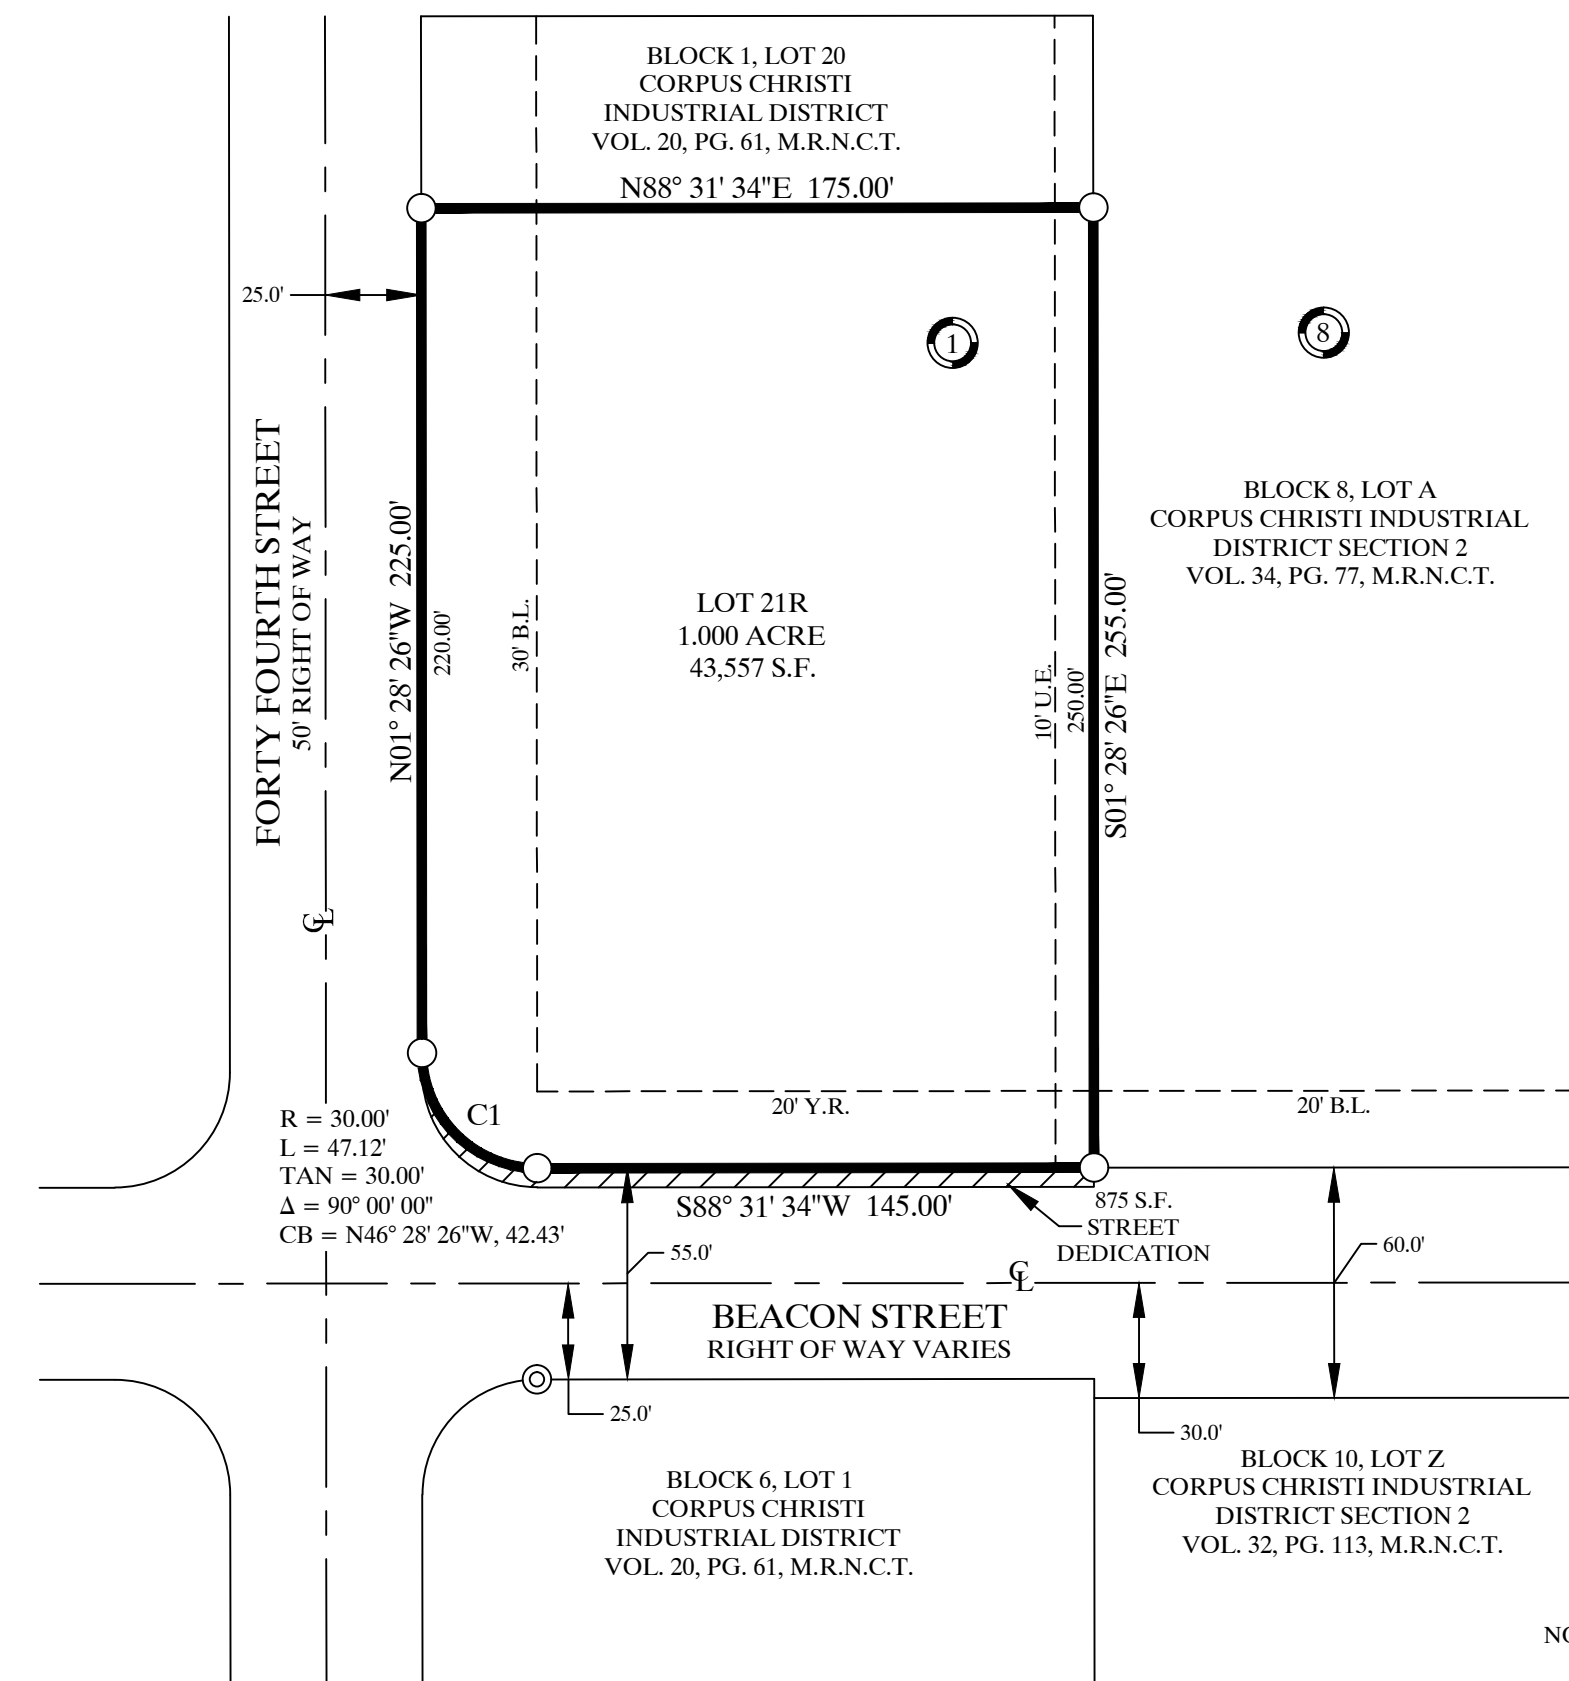 BLOCK 1, LOT 20
CORPUS CHRISTI
INDUSTRIAL DISTRICT
VOL. 20, PG. 61, M.R.N.C.T.
N88° 31' 34"E 175.00'
25.0'
1
8
FORTY FOURTH STREET
50' RIGHT OF WAY
N01° 28' 26"W 225.00'
220.00'
30' B.L.
LOT 21R
1.000 ACRE
43,557 S.F.
10' U.E.
250.00'
S01° 28' 26"E 255.00'
BLOCK 8, LOT A
CORPUS CHRISTI INDUSTRIAL
DISTRICT SECTION 2
VOL. 34, PG. 77, M.R.N.C.T.
CL
C1
20' Y.R.
20' B.L.
R = 30.00'
L = 47.12'
TAN = 30.00'
Δ = 90° 00' 00"
CB = N46° 28' 26"W, 42.43'
S88° 31' 34"W 145.00'
875 S.F.
STREET
DEDICATION
55.0'
60.0'
CL
BEACON STREET
RIGHT OF WAY VARIES
25.0'
30.0'
BLOCK 6, LOT 1
CORPUS CHRISTI
INDUSTRIAL DISTRICT
VOL. 20, PG. 61, M.R.N.C.T.
BLOCK 10, LOT Z
CORPUS CHRISTI INDUSTRIAL
DISTRICT SECTION 2
VOL. 32, PG. 113, M.R.N.C.T.